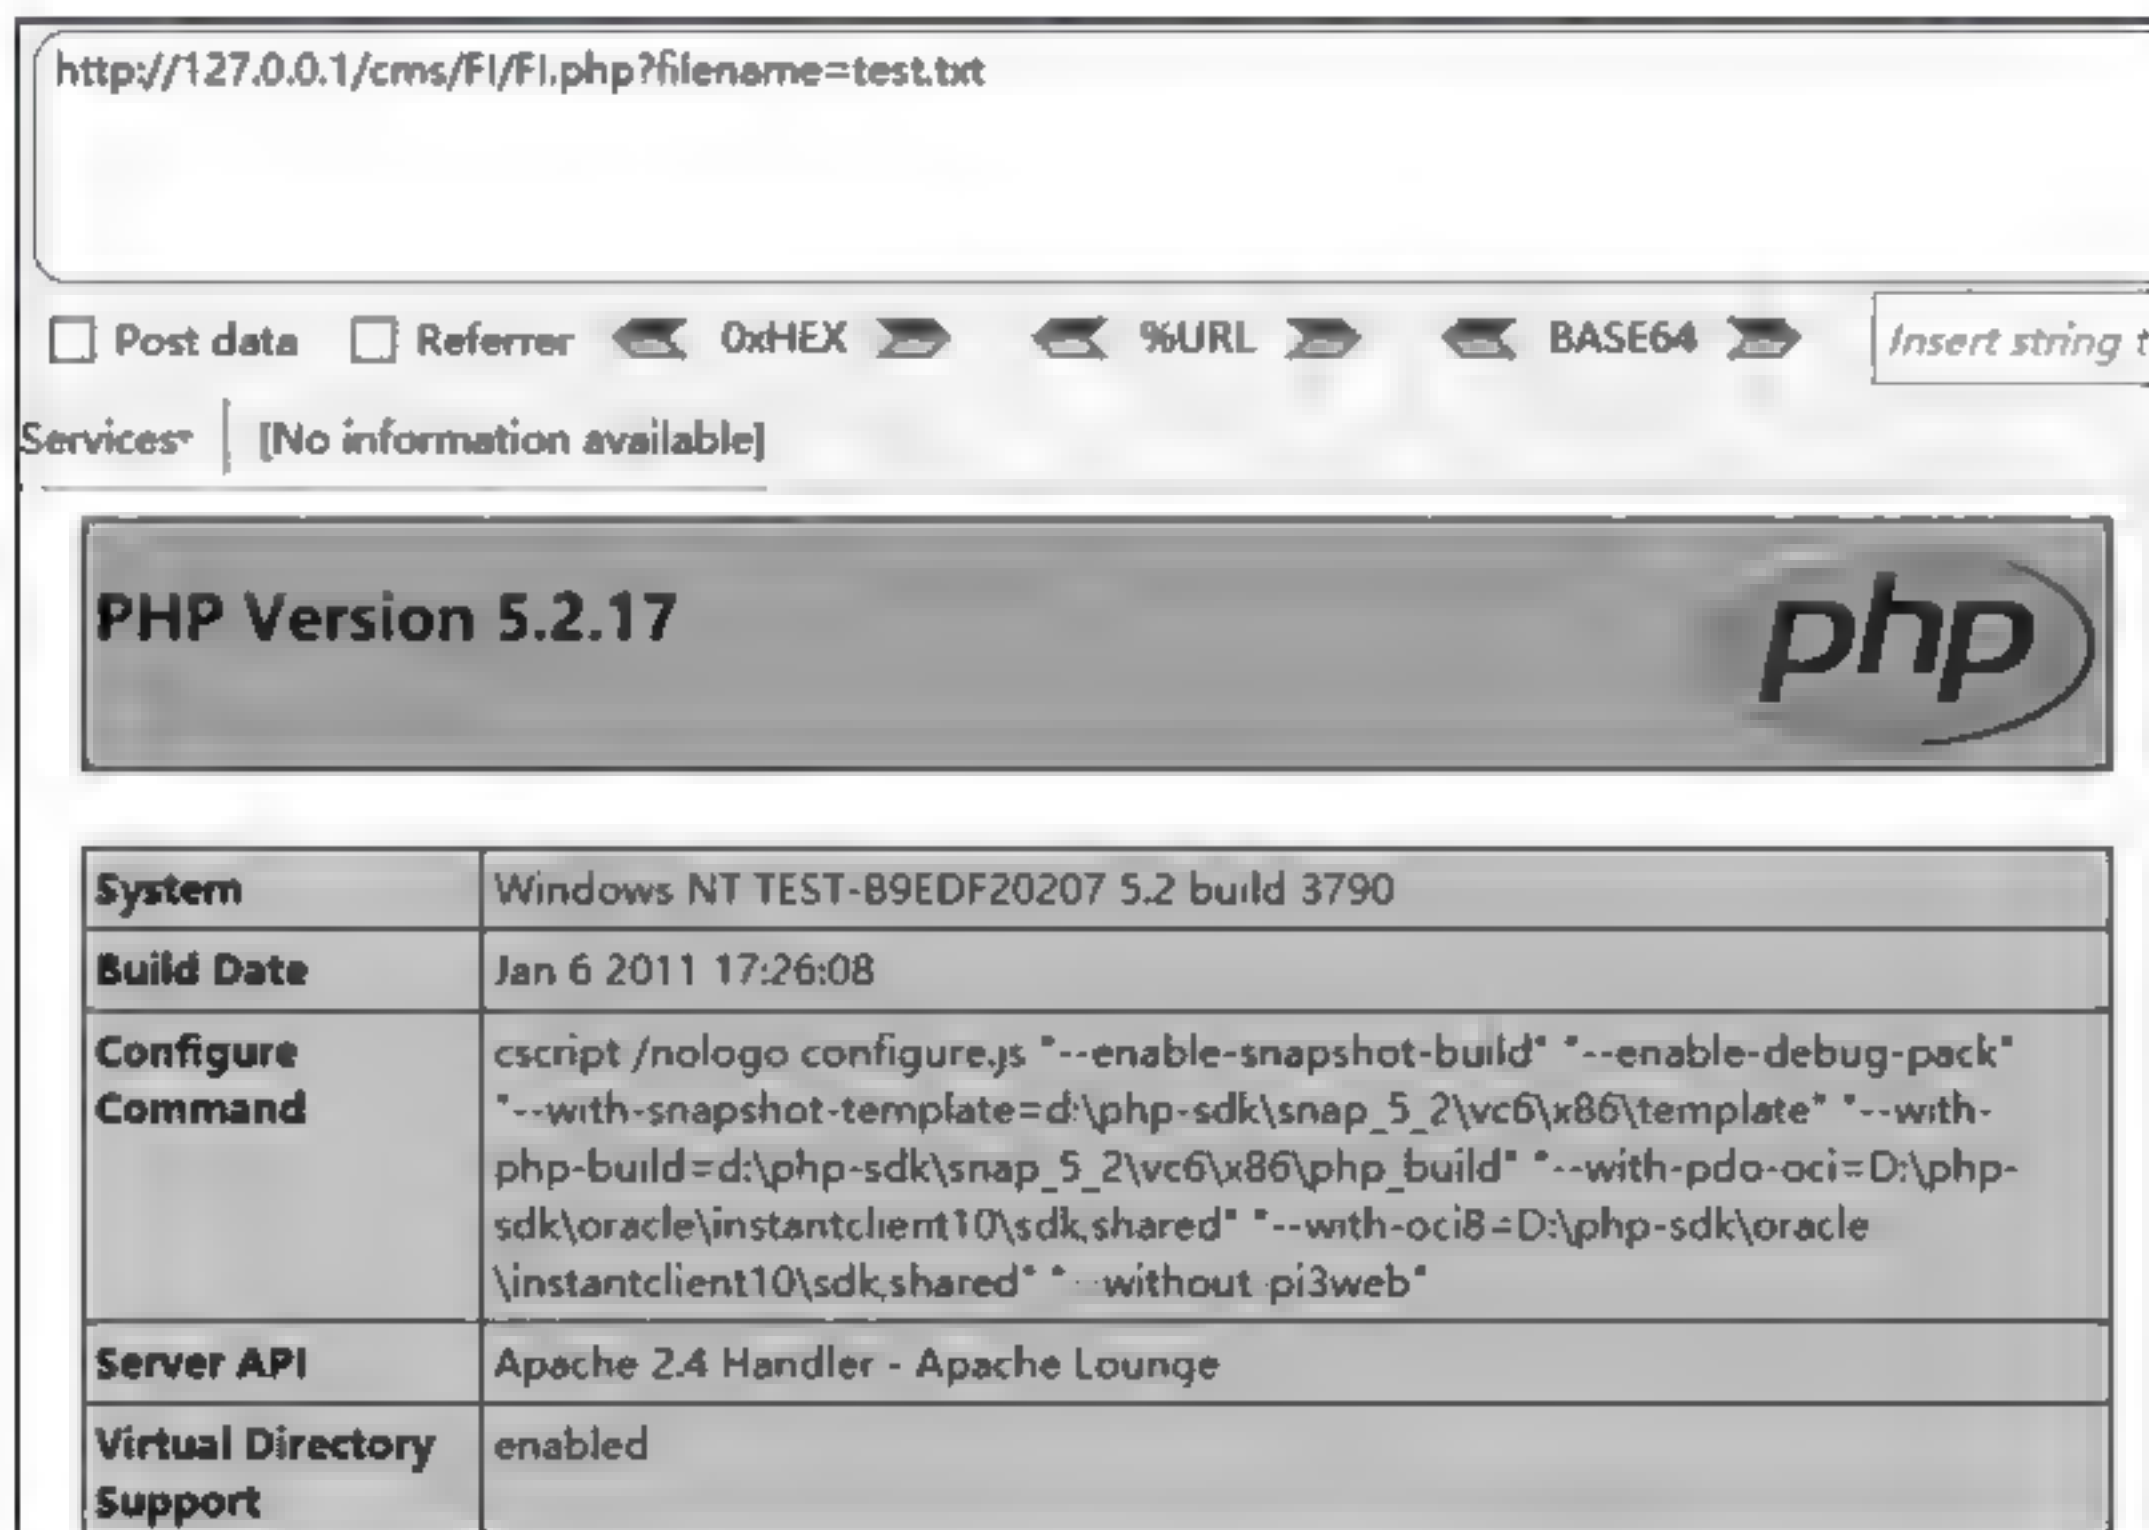 http://127.0.0.1/cms/FI/FI.php?filename=test.txt
Post data Referrer 0xHEX %URL BASE64 Insert string t
Services [No information available]
PHP Version 5.2.17 php
System Windows NT TEST-B9EDF20207 5.2 build 3790
Build Date Jan 6 2011 17:26:08
Configure cscript /nologo configure.js "--enable-snapshot-build" "--enable-debug-pack"
Command "--with-snapshot-template=d:\php-sdk\snap_5_2\vc6\x86\template" "--with-
php-build=d:\php-sdk\snap_5_2\vc6\x86\php_build" "--with-pdo-oci=D:\php-
sdk\oracle\instantclient10\sdk,shared" "--with-oci8=D:\php-sdk\oracle
\instantclient10\sdk,shared" "--without-pi3web"
Server API Apache 2.4 Handler - Apache Lounge
Virtual Directory enabled
Support